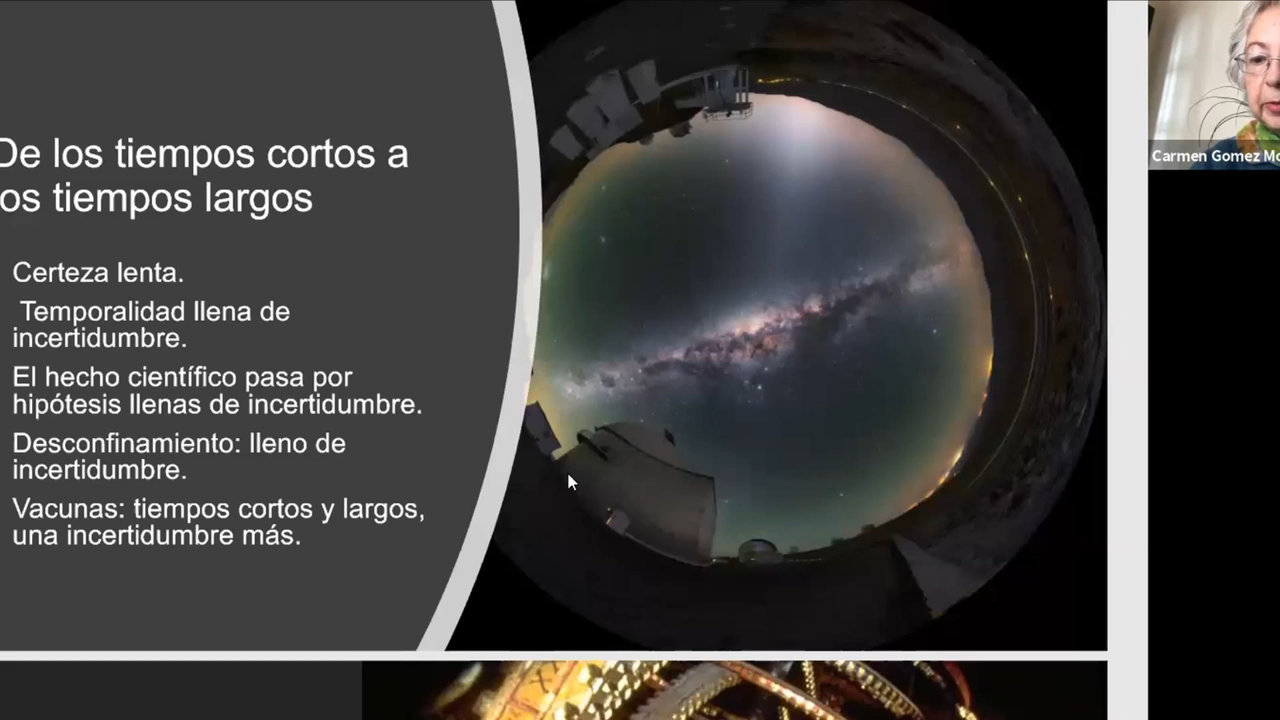 De los tiempos cortos a
os tiempos largos
Certeza lenta.
Temporalidad llena de
incertidumbre.
El hecho científico pasa por
hipótesis llenas de incertidumbre.
Desconfinamiento: lleno de
incertidumbre.
Vacunas: tiempos cortos y largos,
una incertidumbre más.
Carmen Gomez Mo